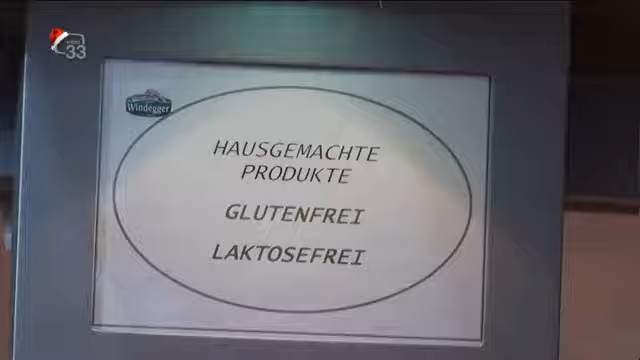 33
Windegger
HAUSGEMACHTE
PRODUKTE
GLUTENFREI
LAKTOSEFREI